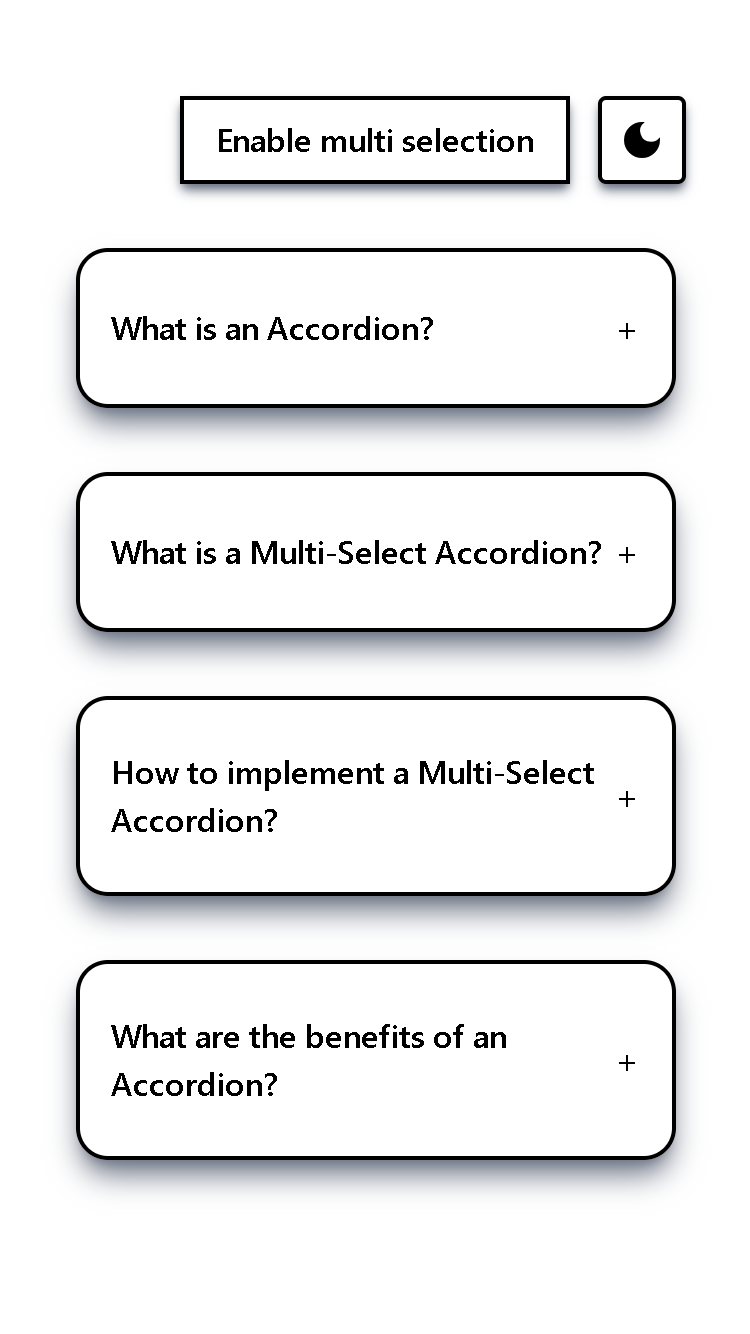 Enable multi selection
What is an Accordion?
+
What is a Multi-Select Accordion?
+
How to implement a Multi-Select
Accordion?
+
What are the benefits of an
Accordion?
+